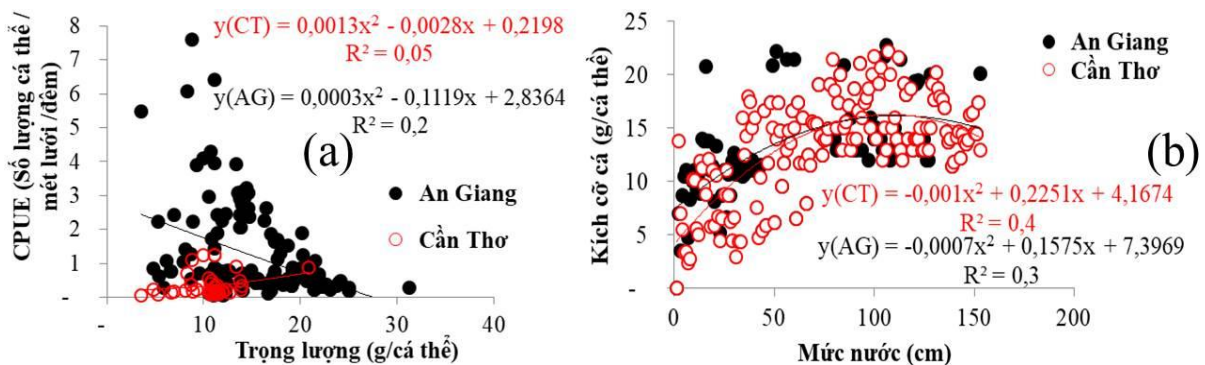 CPUE (Số lượng cá thể /
mét lưới /đêm)
8
7
6
5
4
3
2
1
-
y(CT) = 0,0013x² - 0,0028x + 0,2198
R² = 0,05
y(AG) = 0,0003x² - 0,1119x + 2,8364
R² = 0,2
(a)
An Giang
Cần Thơ
- 10 20 30 40
Trọng lượng (g/cá thể)
Kích cỡ cá (g/cá thể)
25
20
15
10
5
-
An Giang
Cần Thơ
(b)
y(CT) = -0,001x² + 0,2251x + 4,1674
R² = 0,4
y(AG) = -0,0007x² + 0,1575x + 7,3969
R² = 0,3
0 50 100 150 200
Mức nước (cm)